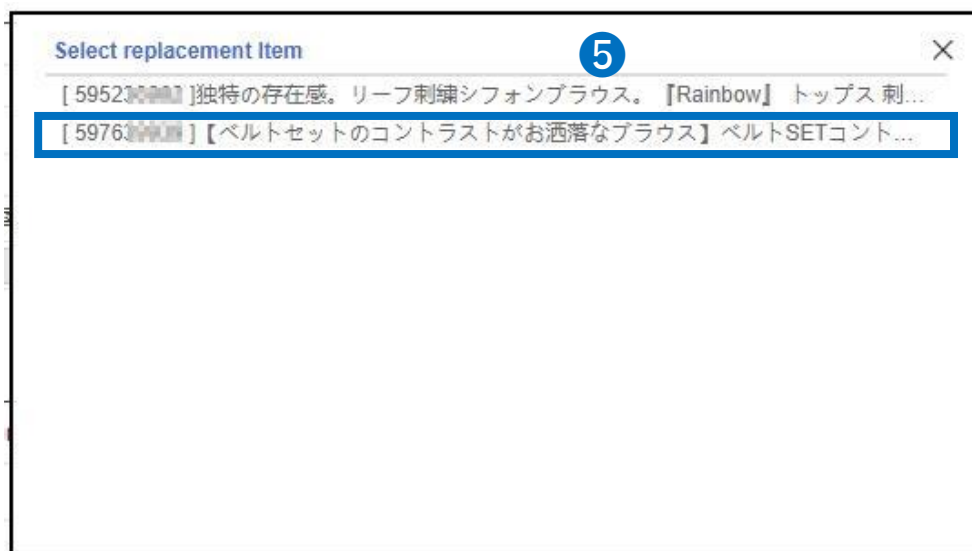 Select replacement Item
5
[ 5952 ]独特の存在感。リーフ刺繍シフォンブラウス。『Rainbow』 トップス 刺...
[ 5976 ]【ベルトセットのコントラストがお洒落なブラウス】ベルトSETコント...